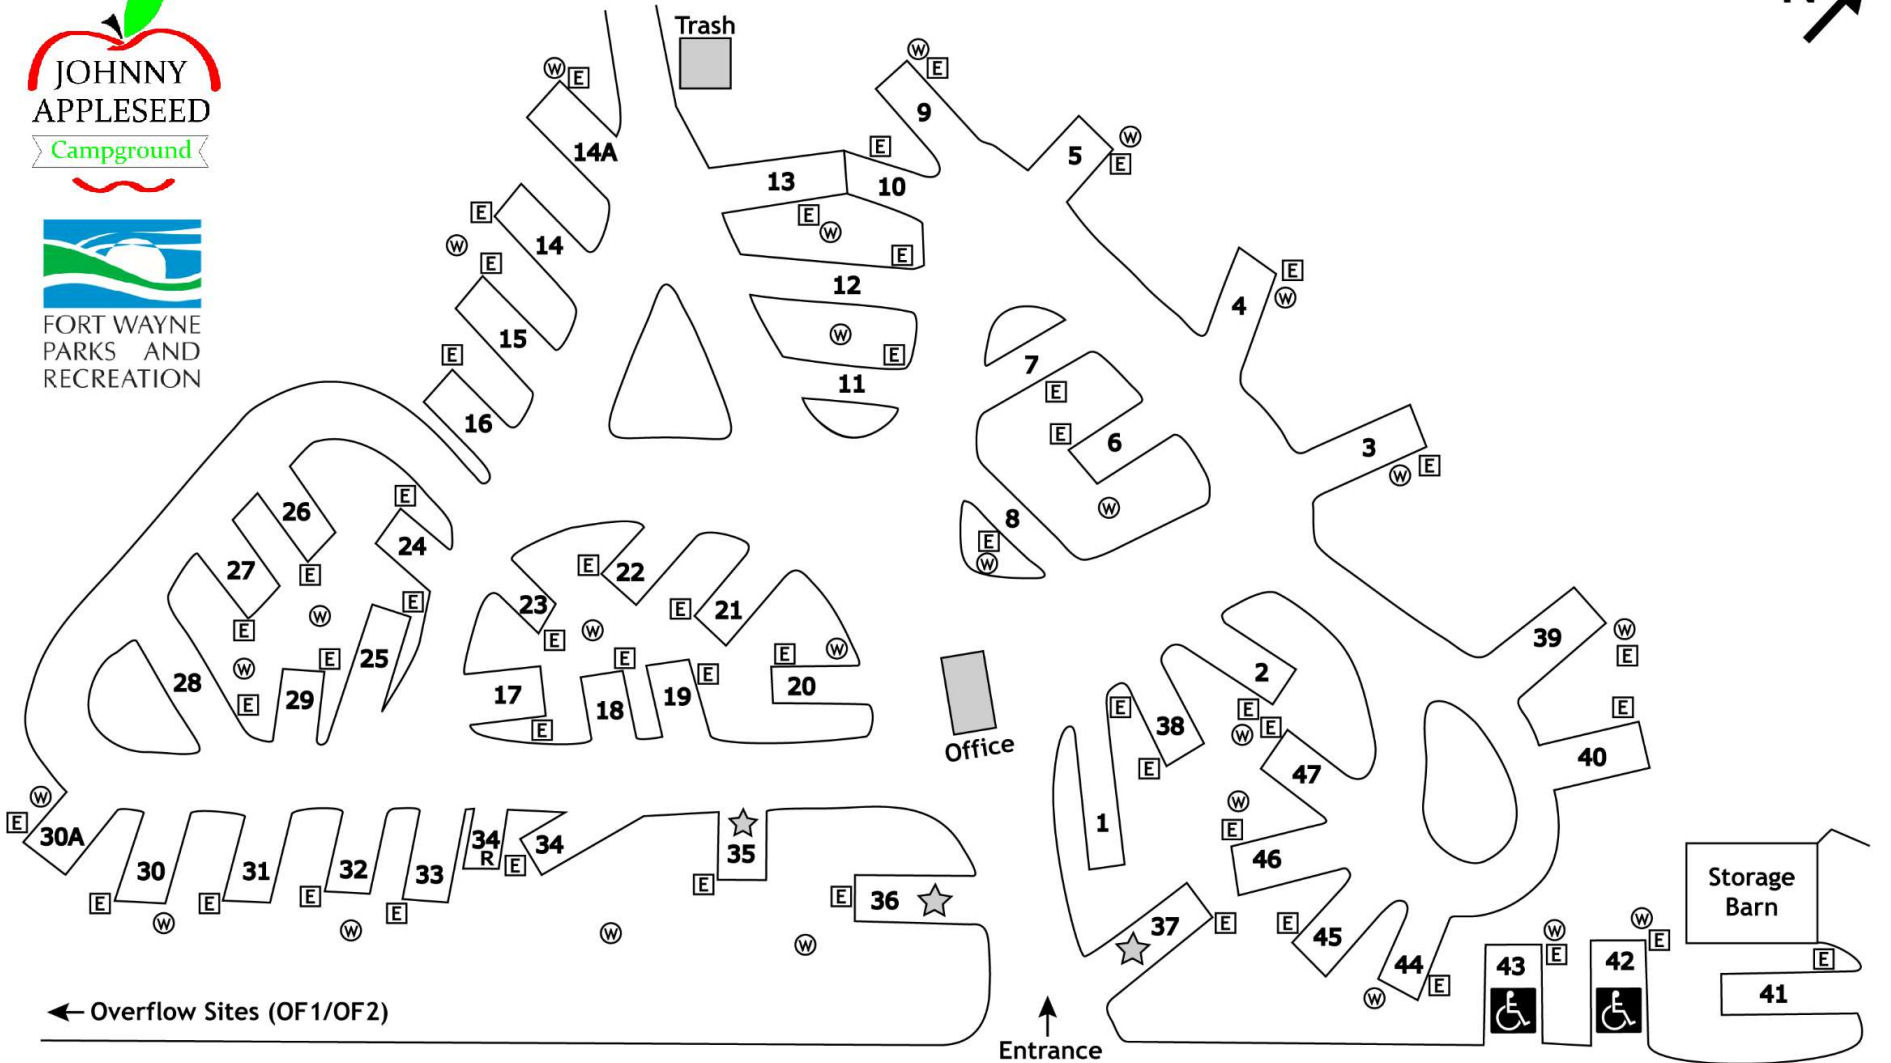 JOHNNY
APPLESEED
Campground
FORT WAYNE
PARKS AND
RECREATION
Trash
W E
14A
E
14
W
E
15
E
16
W E
9
E
13
10
E
W
E
12
W
E
11
W
5
E
E
4
W
7
E
E
6
W
8
E
W
3
W E
26
E
24
27
E
W
E
E
W
28
E
29
E
25
E
22
23
W
E
E
21
17
E
E
18
19
E
E
W
20
Office
2
E
W E
E
38
E
47
W
E
1
46
39
W
E
E
40
W
E
30A
30
E
W
31
E
32
E
W
33
E
34
R
E
34
35
E
W
E
36
W
37
E
E
45
44
E
W
W
43
E
W
42
E
Storage
Barn
E
41
Overflow Sites (OF1/OF2)
Entrance